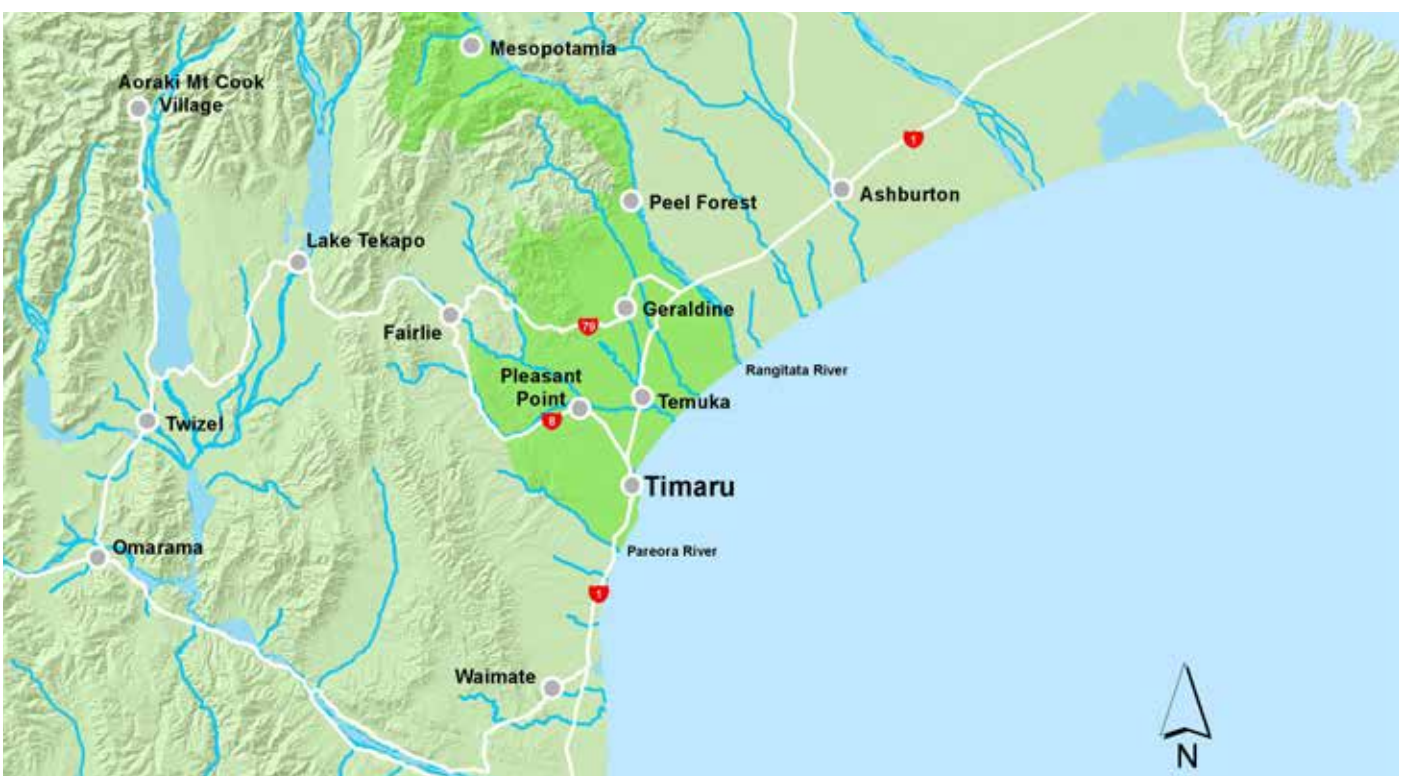 Mesopotamia
Aoraki Mt Cook
Village
1
Ashburton
Peel Forest
Lake Tekapo
Geraldine
79
Fairlie
Rangitata River
Pleasant
Point
Temuka
8
Twizel
Timaru
Omarama
Pareora River
1
Waimate
N